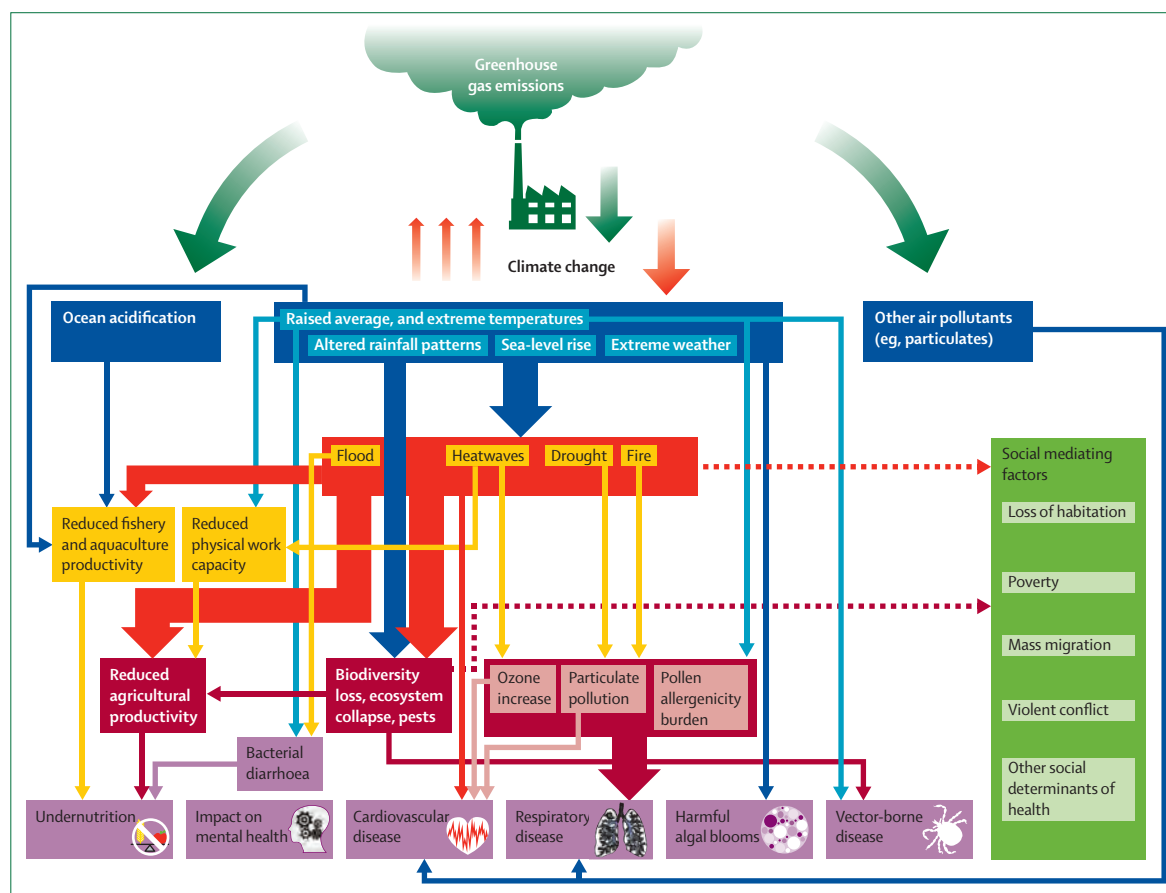 Greenhouse
gas emissions
Climate change
Ocean acidification
Raised average, and extreme temperatures
Altered rainfall patterns
Sea-level rise
Extreme weather
Other air pollutants
(eg, particulates)
Flood
Heatwaves
Drought
Fire
Social mediating
factors
Loss of habitation
Poverty
Mass migration
Violent conflict
Other social
determinants of
health
Reduced fishery
and aquaculture
productivity
Reduced
physical work
capacity
Reduced
agricultural
productivity
Biodiversity
loss, ecosystem
collapse, pests
Ozone
increase
Particulate
pollution
Pollen
allergenicity
burden
Bacterial
diarrhoea
Undernutrition
Impact on
mental health
Cardiovascular
disease
Respiratory
disease
Harmful
algal blooms
Vector-borne
disease